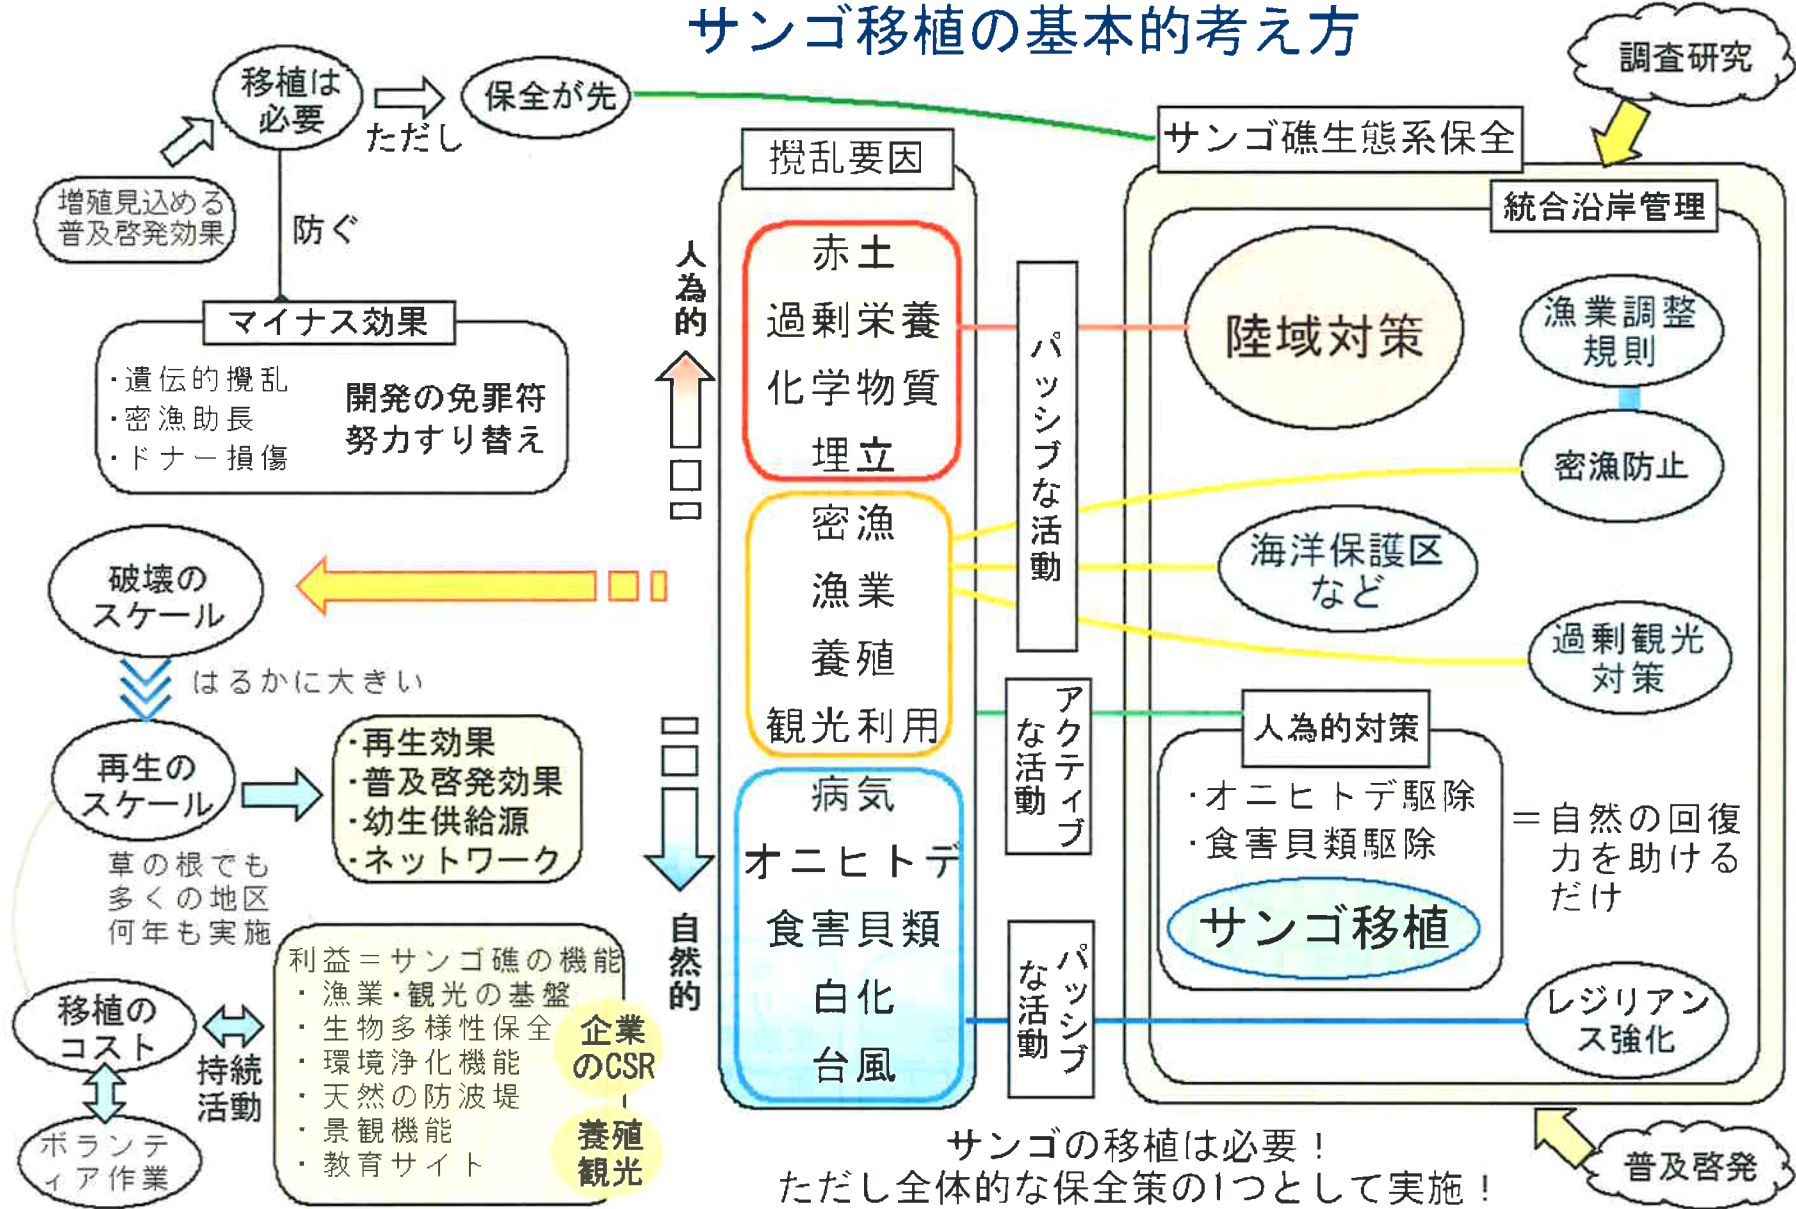 サンゴ移植の基本的考え方
調査研究
移植は
必要
ただし
保全が先
増殖見込める
普及啓発効果
防ぐ
マイナス効果
・遺伝的攪乱
・密漁助長
・ドナー損傷
開発の免罪符
努力すり替え
破壊の
スケール
はるかに大きい
再生の
スケール
・再生効果
・普及啓発効果
・幼生供給源
・ネットワーク
草の根でも
多くの地区
何年も実施
移植の
コスト
持続
活動
ボランテ
ィア作業
利益＝サンゴ礁の機能
・漁業・観光の基盤
・生物多様性保全
・環境浄化機能
・天然の防波堤
・景観機能
・教育サイト
企業
のCSR
養殖
観光
人為的
自然的
攪乱要因
赤土
過剰栄養
化学物質
埋立
密漁
漁業
養殖
観光利用
病気
オニヒトデ
食害貝類
白化
台風
パッシブな活動
アクティブ
な活動
パッシブ
な活動
サンゴ礁生態系保全
統合沿岸管理
陸域対策
漁業調整
規則
密漁防止
海洋保護区
など
過剰観光
対策
人為的対策
・オニヒトデ駆除
・食害貝類駆除
サンゴ移植
＝自然の回復
力を助ける
だけ
レジリアン
ス強化
サンゴの移植は必要！
ただし全体的な保全策の1つとして実施！
普及啓発